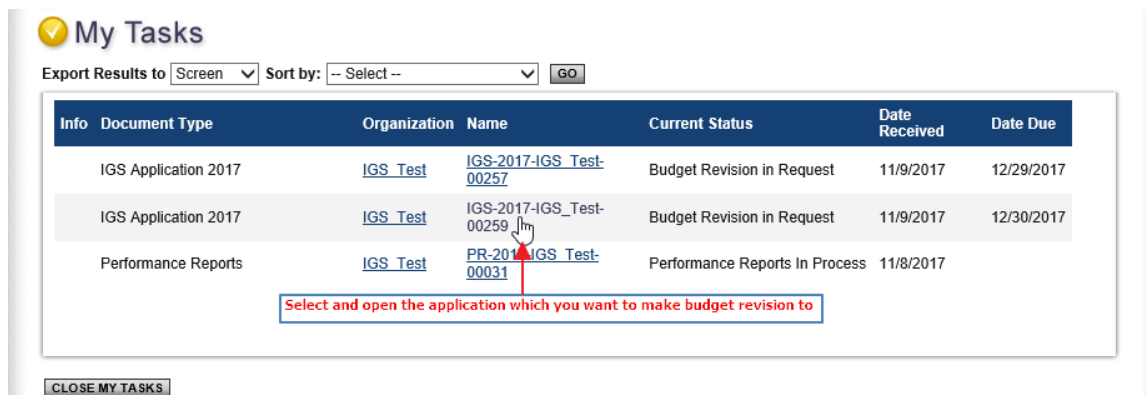 My Tasks
Export Results to Screen Sort by: -- Select -- GO
Info Document Type Organization Name Current Status Date Received Date Due
IGS Application 2017 IGS_Test IGS-2017-IGS_Test-00257 Budget Revision in Request 11/9/2017 12/29/2017
IGS Application 2017 IGS_Test IGS-2017-IGS_Test-00259 Budget Revision in Request 11/9/2017 12/30/2017
Performance Reports IGS_Test PR-201 IGS_Test-00031 Performance Reports In Process 11/8/2017
Select and open the application which you want to make budget revision to
CLOSE MY TASKS